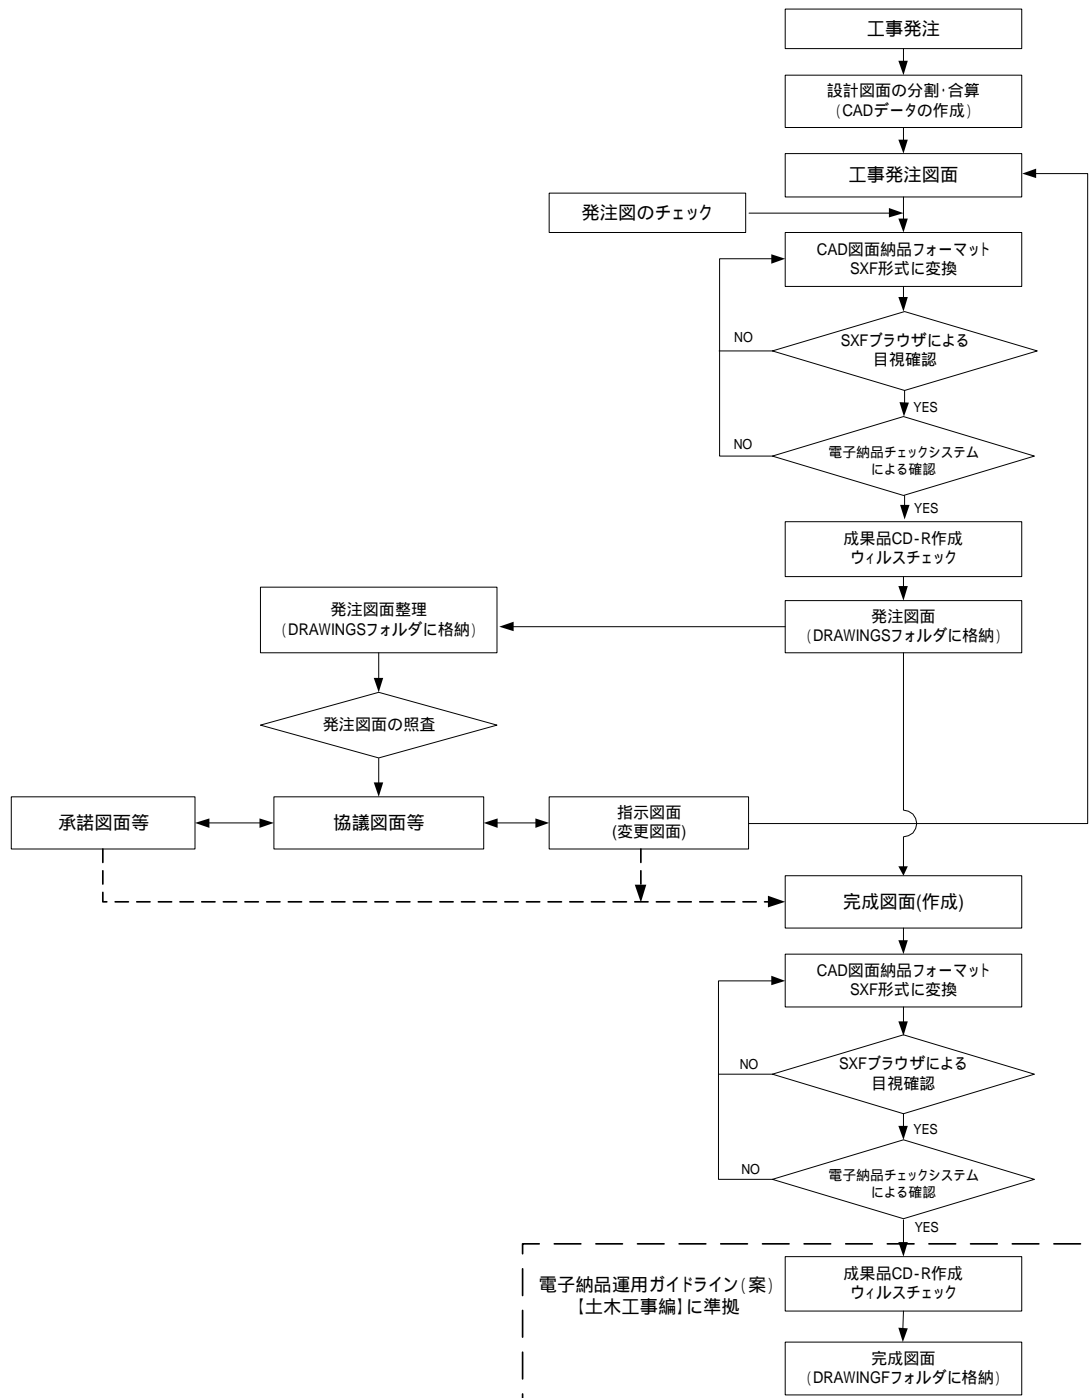 工事発注
設計図面の分割･合算
(CADデータの作成)
工事発注図面
発注図のチェック
CAD図面納品フォーマット
SXF形式に変換
NO
SXFブラウザによる
目視確認
YES
NO
電子納品チェックシステム
による確認
YES
成果品CD-R作成
ウィルスチェック
発注図面整理
(DRAWINGSフォルダに格納)
発注図面
(DRAWINGSフォルダに格納)
発注図面の照査
承諾図面等
協議図面等
指示図面
(変更図面)
完成図面(作成)
CAD図面納品フォーマット
SXF形式に変換
NO
SXFブラウザによる
目視確認
YES
NO
電子納品チェックシステム
による確認
YES
電子納品運用ガイドライン(案)
【土木工事編】に準拠
成果品CD-R作成
ウィルスチェック
完成図面
(DRAWINGFフォルダに格納)